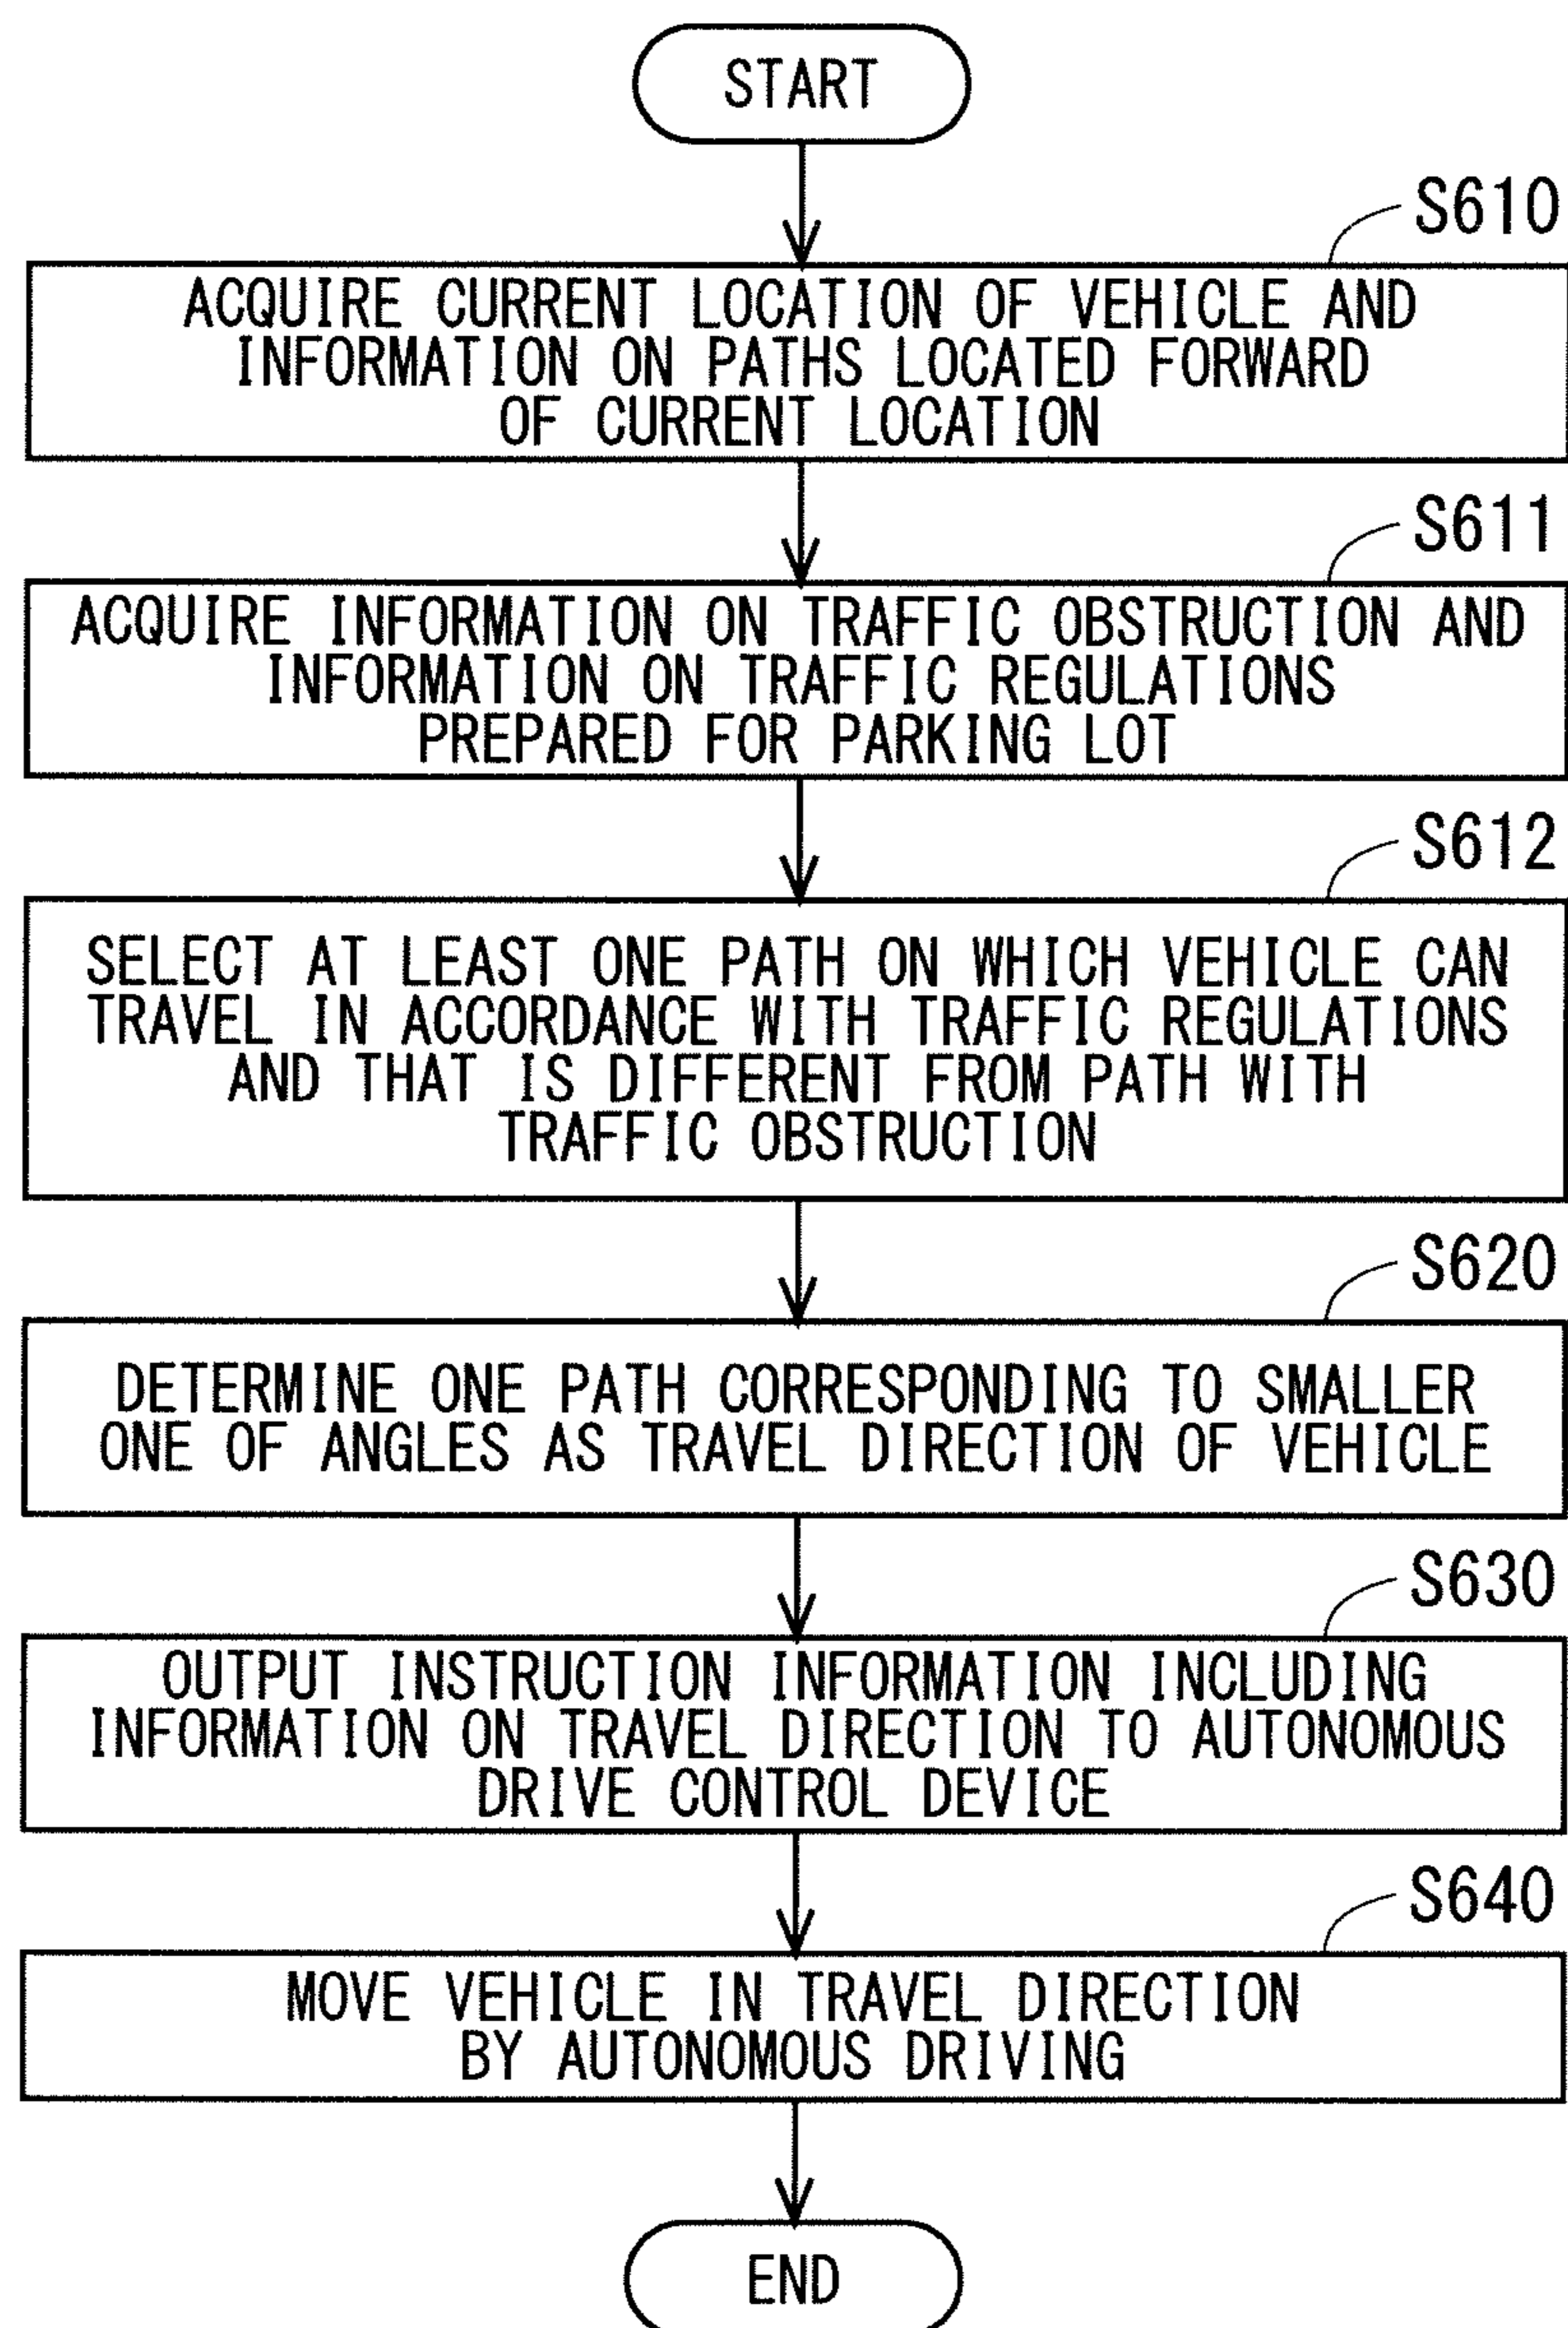 START
S610
ACQUIRE CURRENT LOCATION OF VEHICLE AND
INFORMATION ON PATHS LOCATED FORWARD
OF CURRENT LOCATION
S611
ACQUIRE INFORMATION ON TRAFFIC OBSTRUCTION AND
INFORMATION ON TRAFFIC REGULATIONS
PREPARED FOR PARKING LOT
S612
SELECT AT LEAST ONE PATH ON WHICH VEHICLE CAN
TRAVEL IN ACCORDANCE WITH TRAFFIC REGULATIONS
AND THAT IS DIFFERENT FROM PATH WITH
TRAFFIC OBSTRUCTION
S620
DETERMINE ONE PATH CORRESPONDING TO SMALLER
ONE OF ANGLES AS TRAVEL DIRECTION OF VEHICLE
S630
OUTPUT INSTRUCTION INFORMATION INCLUDING
INFORMATION ON TRAVEL DIRECTION TO AUTONOMOUS
DRIVE CONTROL DEVICE
S640
MOVE VEHICLE IN TRAVEL DIRECTION
BY AUTONOMOUS DRIVING
END